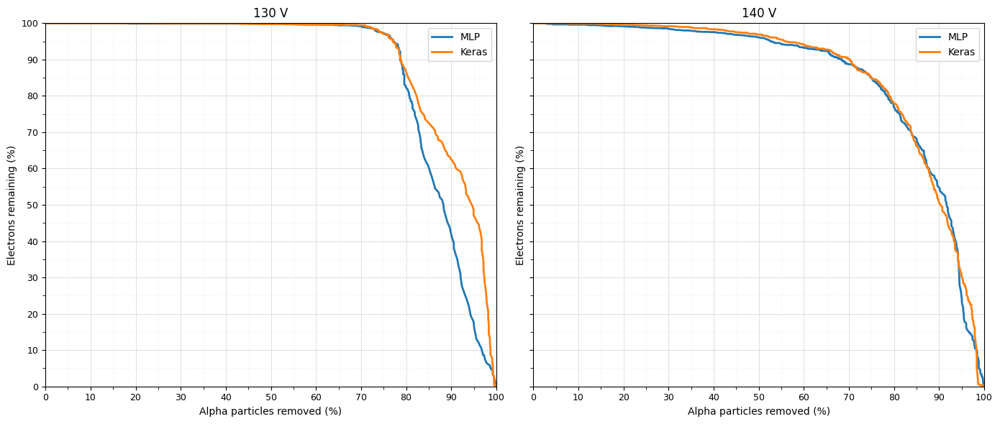 130 V
Electrons remaining (%)
100
90
80
70
60
50
40
30
20
10
0
MLP
Keras
0 10 20 30 40 50 60 70 80 90 100
Alpha particles removed (%)
140 V
Electrons remaining (%)
MLP
Keras
0 10 20 30 40 50 60 70 80 90 100
Alpha particles removed (%)